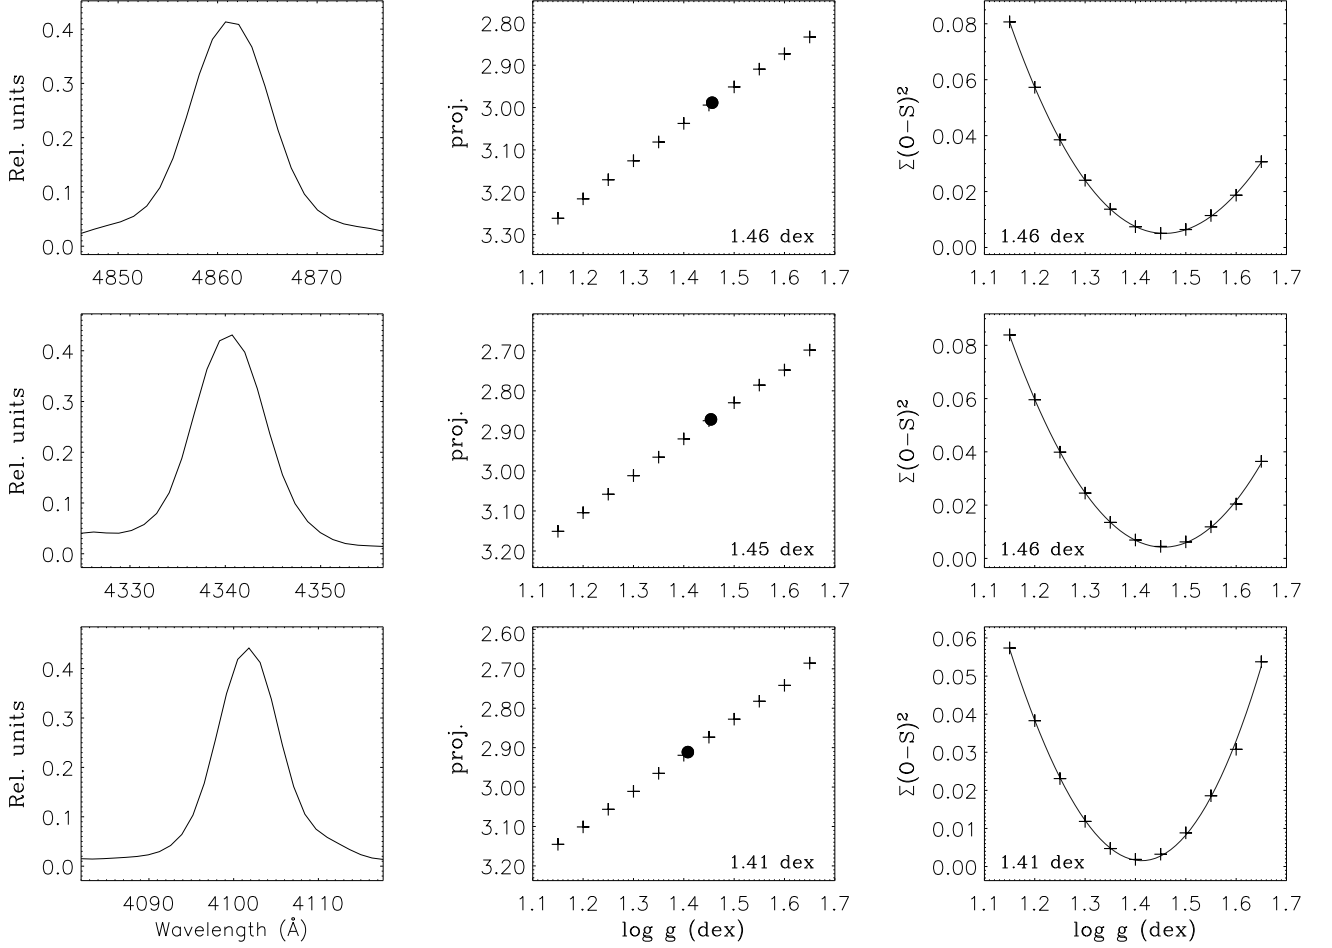 Rel. units
0.4
0.3
0.2
0.1
0.0
4850 4860 4870
proj.
2.80
2.90
3.00
3.10
3.20
3.30
1.46 dex
1.1 1.2 1.3 1.4 1.5 1.6 1.7
Σ(O−S)²
0.08
0.06
0.04
0.02
0.00
1.46 dex
1.1 1.2 1.3 1.4 1.5 1.6 1.7
Rel. units
0.4
0.3
0.2
0.1
0.0
4330 4340 4350
proj.
2.70
2.80
2.90
3.00
3.10
3.20
1.45 dex
1.1 1.2 1.3 1.4 1.5 1.6 1.7
Σ(O−S)²
0.08
0.06
0.04
0.02
0.00
1.46 dex
1.1 1.2 1.3 1.4 1.5 1.6 1.7
Rel. units
0.4
0.3
0.2
0.1
0.0
4090 4100 4110
Wavelength (Å)
proj.
2.60
2.70
2.80
2.90
3.00
3.10
3.20
1.41 dex
1.1 1.2 1.3 1.4 1.5 1.6 1.7
log g (dex)
Σ(O−S)²
0.06
0.05
0.04
0.03
0.02
0.01
0.00
1.41 dex
1.1 1.2 1.3 1.4 1.5 1.6 1.7
log g (dex)